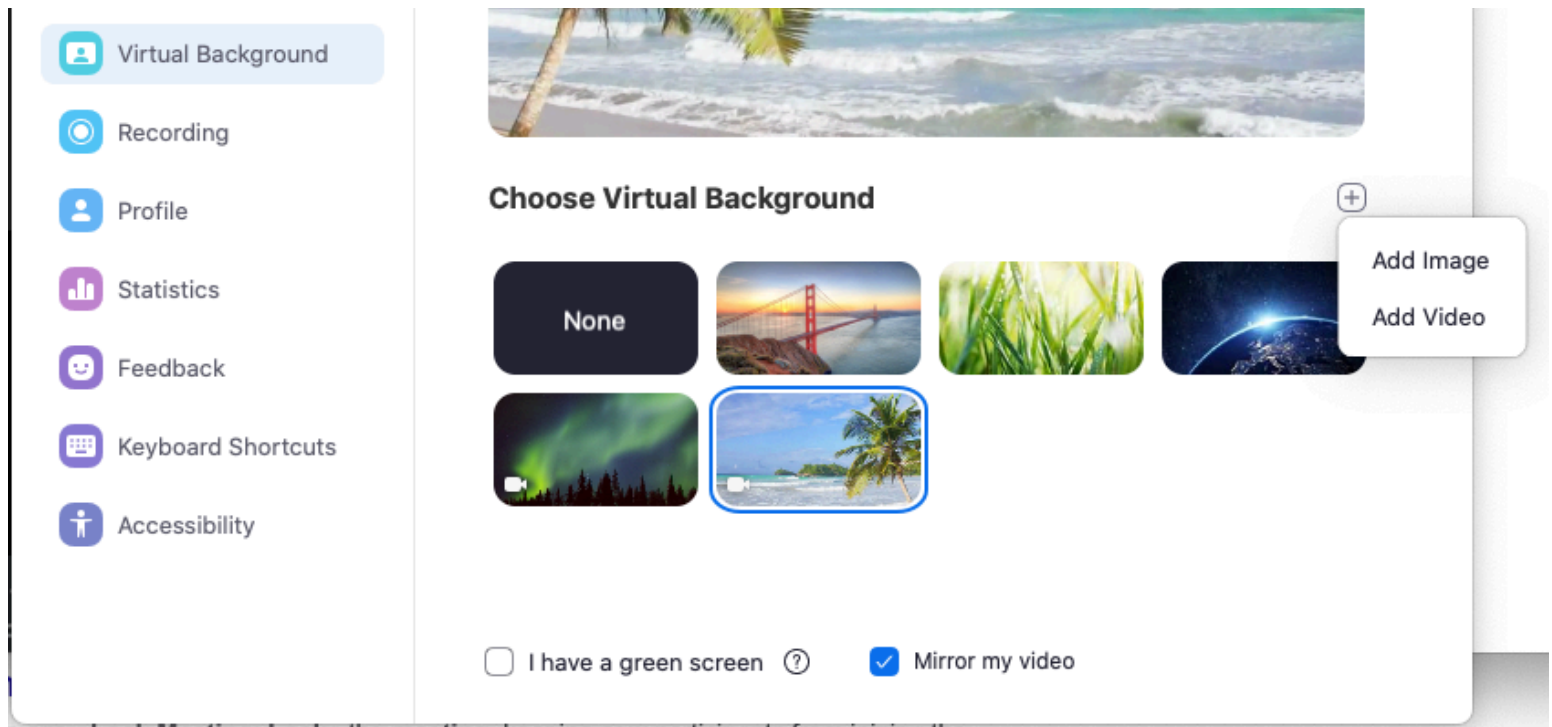 Virtual Background
Recording
Profile
Statistics
Feedback
Keyboard Shortcuts
Accessibility
Choose Virtual Background
Add Image
Add Video
None
I have a green screen
Mirror my video